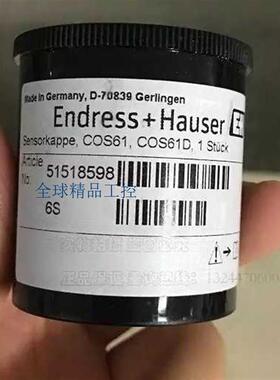 Made in Germany, D-70839 Gerlingen
Endress+Hauser
Sensorkappe, COS61, COS61D, 1 Stück
Article
No.
51518598
6S
全球精品工控